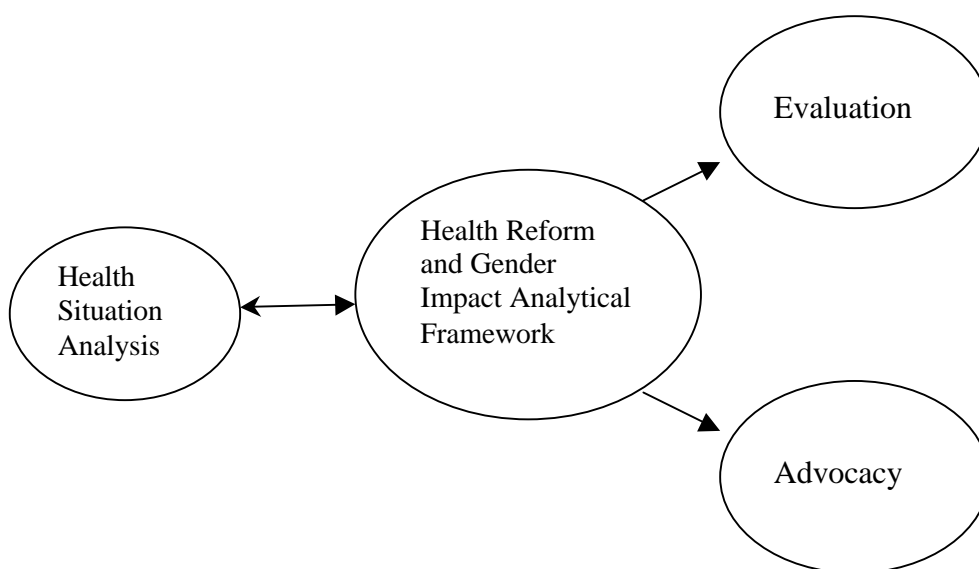 Evaluation
Health Reform
and Gender
Impact Analytical
Framework
Health
Situation
Analysis
Advocacy